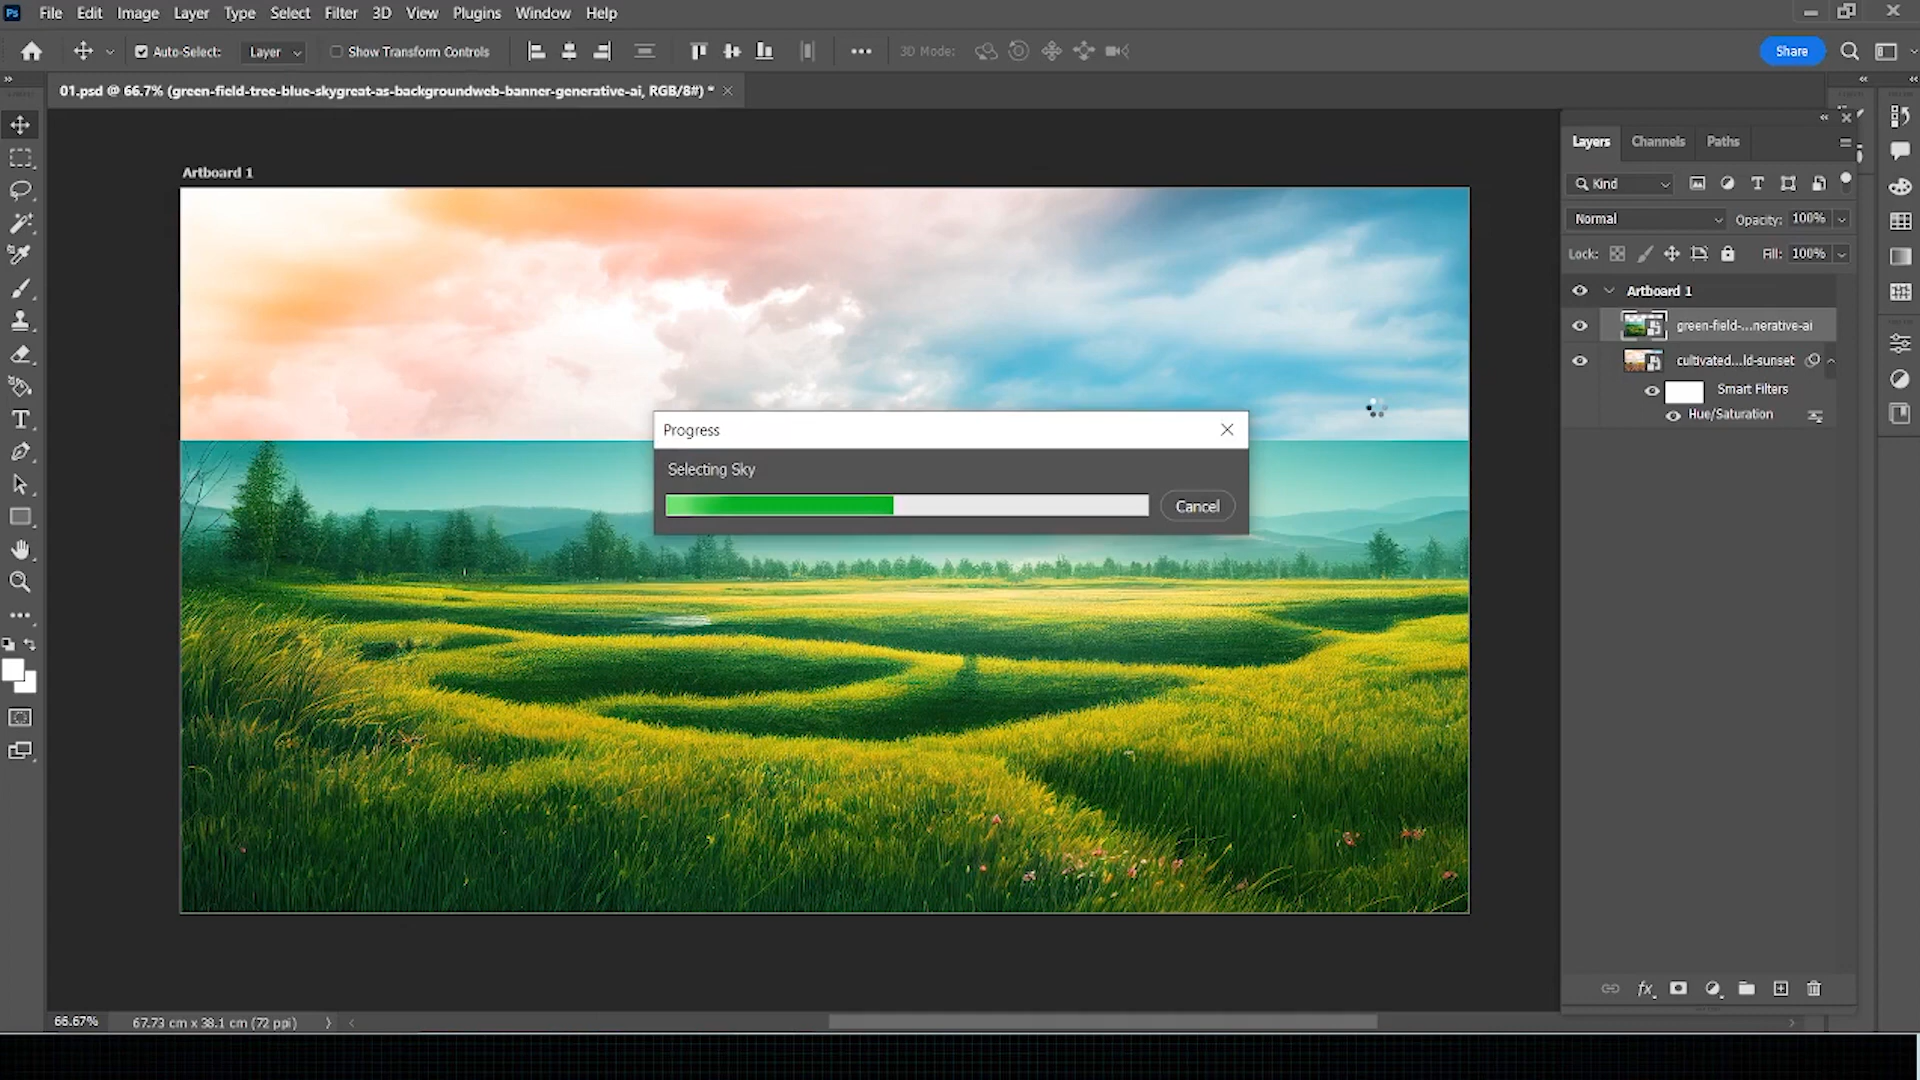 Ps File Edit Image Layer Type Select Filter 3D View Plugins Window Help
Auto-Select: Layer Show Transform Controls 3D Mode: Share
01.psd @ 66.7% (green-field-tree-blue-skygreat-as-backgroundweb-banner-generative-ai, RGB/8#) *
Artboard 1
Layers Channels Paths
Kind
Normal Opacity: 100%
Lock: Fill: 100%
Artboard 1
green-field-...nerative-ai
cultivated...ld-sunset
Smart Filters
Hue/Saturation
Progress
Selecting Sky
Cancel
fx
66.67% 67.73 cm x 38.1 cm (72 ppi)